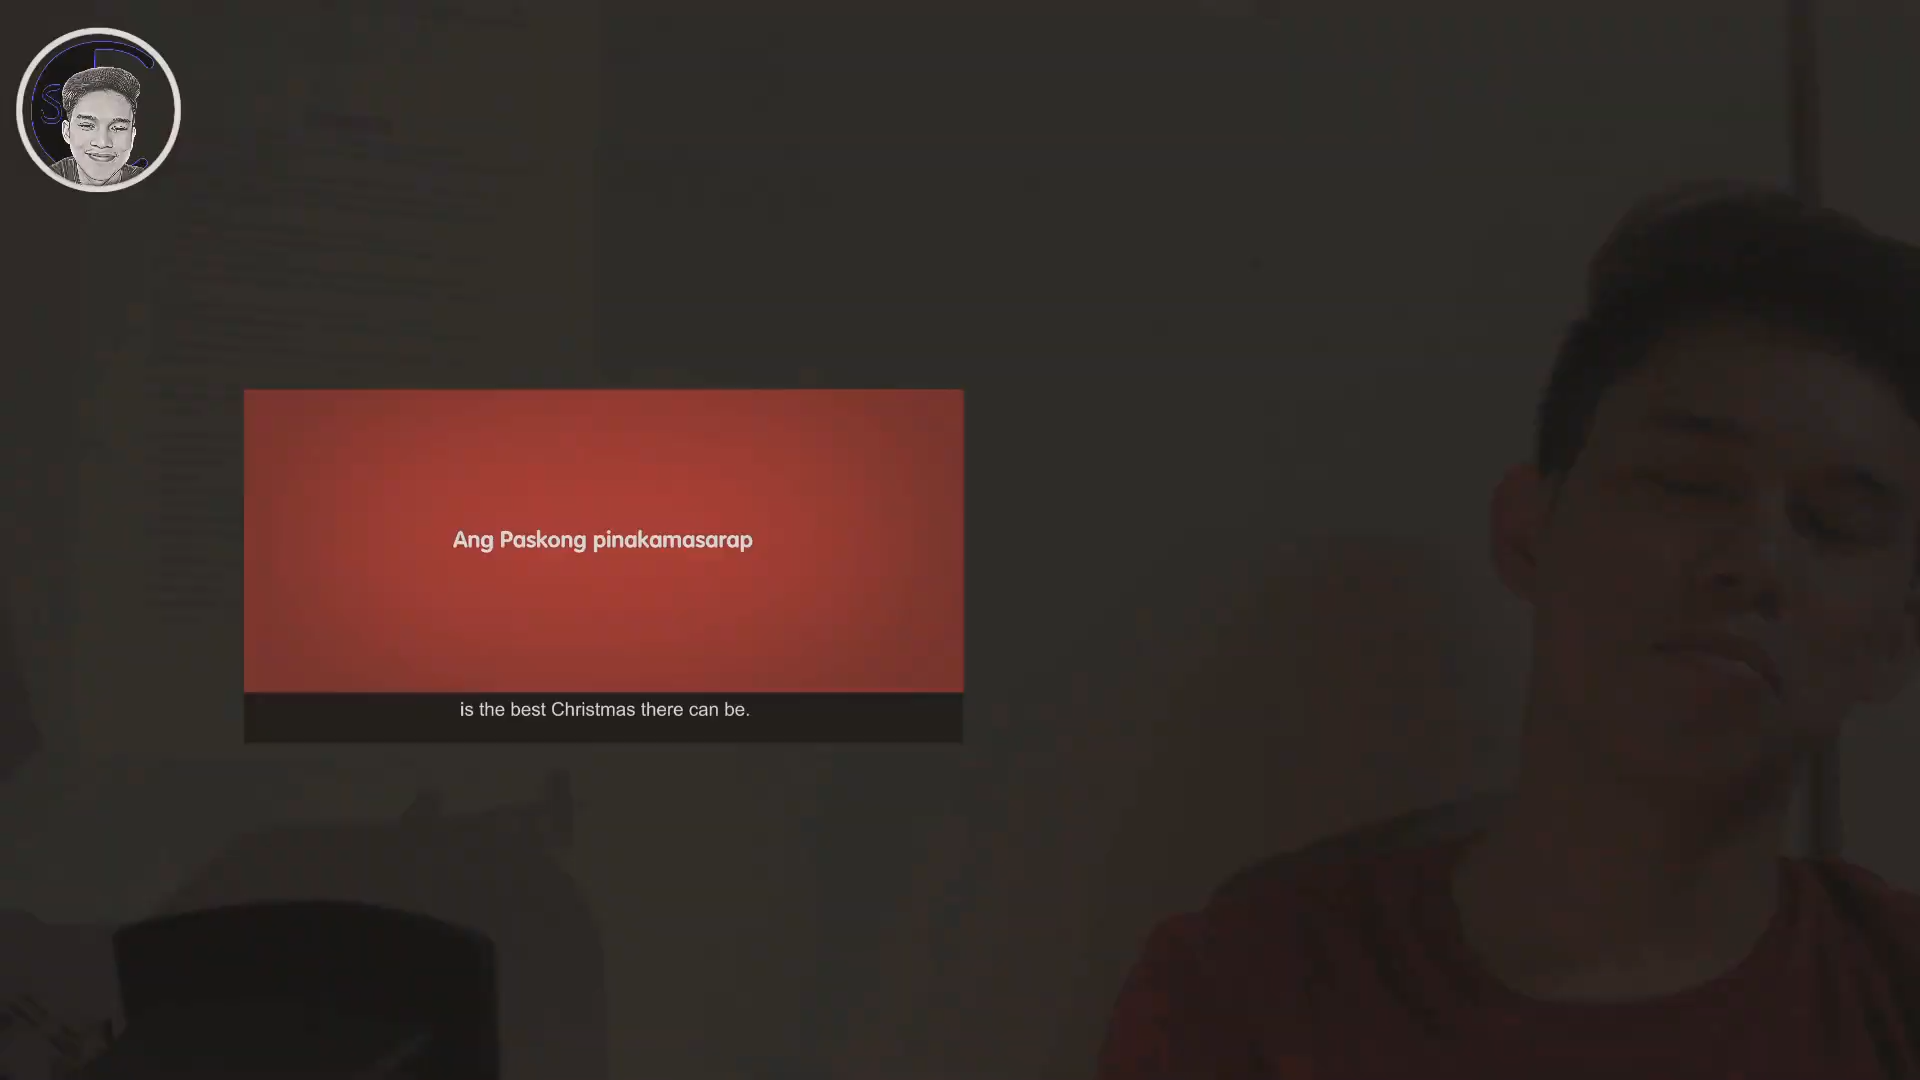 Ang Paskong pinakamasarap
is the best Christmas there can be.